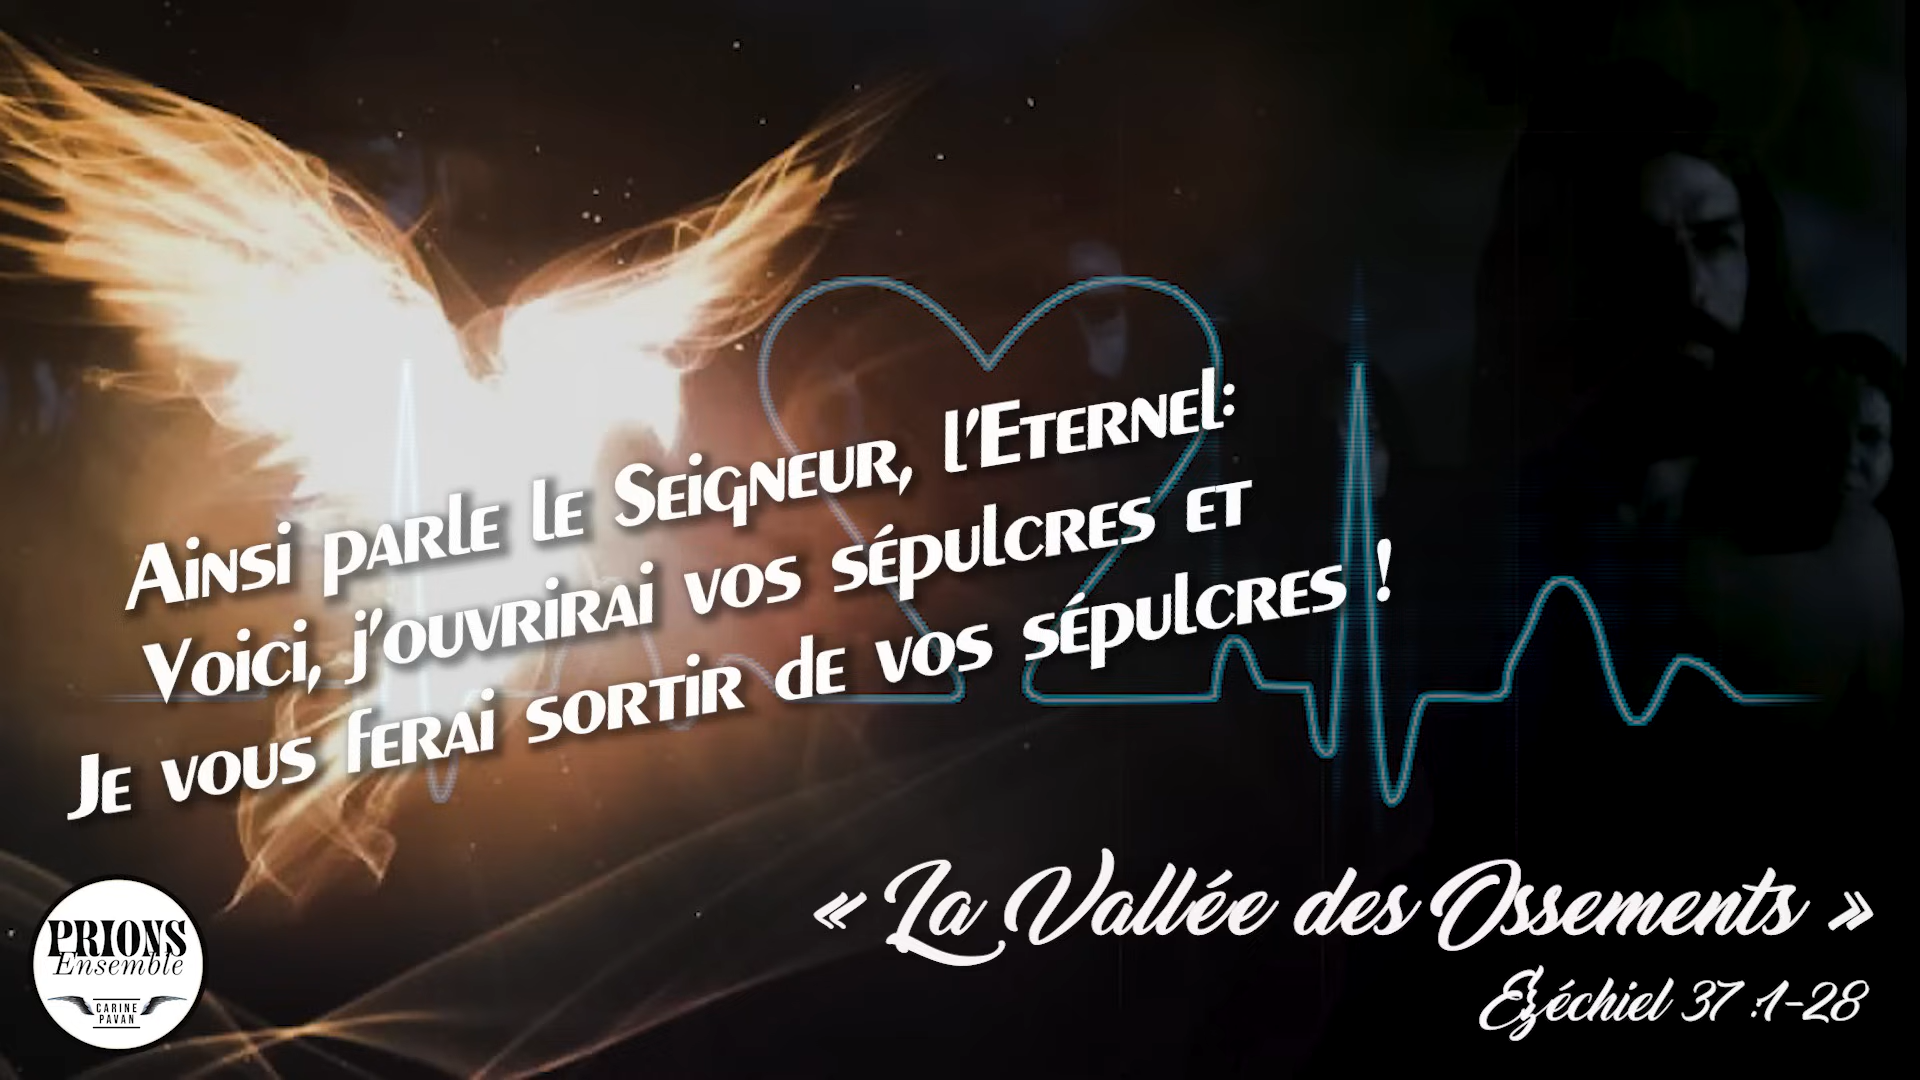 Ainsi parle le Seigneur, l'Eternel:
Voici, j'ouvrirai vos sépulcres et
Je vous ferai sortir de vos sépulcres !
« La Vallée des Ossements »
Ezéchiel 37 :1-28
PRIONS
Ensemble
CARINE
PAVAN